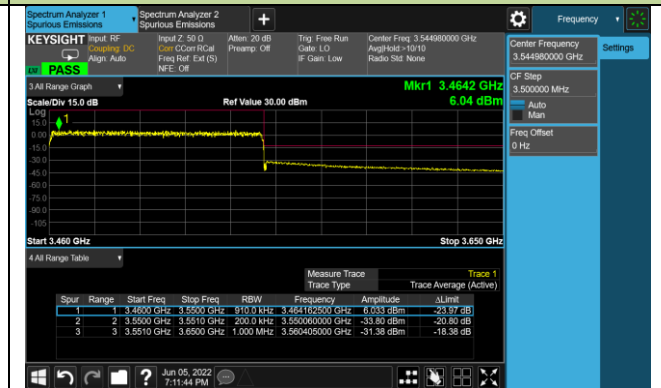 Spectrum Analyzer 1
Spurious Emissions
Spectrum Analyzer 2
Spurious Emissions
+
Frequency
KEYSIGHT
Input: RF
Coupling: DC
Align: Auto
Input Z: 50 Ω
Corr CCorr RCal
Freq Ref: Ext (S)
NFE: Off
Atten: 20 dB
Preamp: Off
Trig: Free Run
Gate: LO
IF Gain: Low
Center Freq: 3.544980000 GHz
Avg|Hold:>10/10
Radio Std: None
LM PASS
Center Frequency
3.544980000 GHz
Settings
CF Step
3.500000 MHz
Auto
Man
Freq Offset
0 Hz
3 All Range Graph
Mkr1 3.4642 GHz
6.04 dBm
Scale/Div 15.0 dB
Ref Value 30.00 dBm
Log
15.0
0.00
-15.0
-30.0
-45.0
-60.0
-75.0
-90.0
-105
1
Start 3.460 GHz
Stop 3.650 GHz
4 All Range Table
Measure Trace Trace 1
Trace Type Trace Average (Active)
Spur Range Start Freq Stop Freq RBW Frequency Amplitude ΔLimit
1 1 3.4600 GHz 3.5500 GHz 910.0 kHz 3.464162500 GHz 6.033 dBm -23.97 dB
2 2 3.5500 GHz 3.5510 GHz 200.0 kHz 3.550060000 GHz -33.80 dBm -20.80 dB
3 3 3.5510 GHz 3.6500 GHz 1.000 MHz 3.560405000 GHz -31.38 dBm -18.38 dB
?
Jun 05, 2022
7:11:44 PM